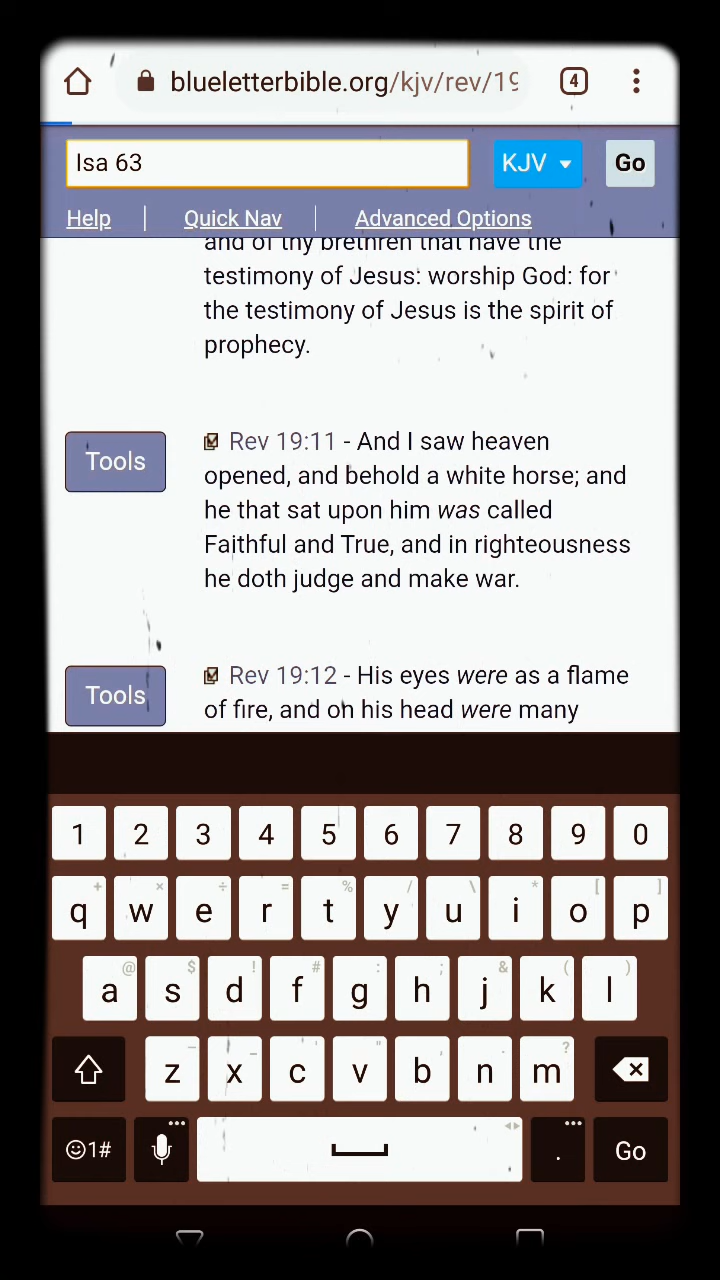 blueletterbible.org/kjv/rev/19
4
Isa 63
KJV
Go
Help
Quick Nav
Advanced Options
and of thy brethren that have the
testimony of Jesus: worship God: for
the testimony of Jesus is the spirit of
prophecy.
Tools
Rev 19:11 - And I saw heaven
opened, and behold a white horse; and
he that sat upon him was called
Faithful and True, and in righteousness
he doth judge and make war.
Tools
Rev 19:12 - His eyes were as a flame
of fire, and on his head were many
1 2 3 4 5 6 7 8 9 0
+ × ÷ = % / \ * [ ]
q w e r t y u i o p
@ $ ! # : ; & ( )
a s d f g h j k l
- _ ' " , . ?
z x c v b n m
1# . Go